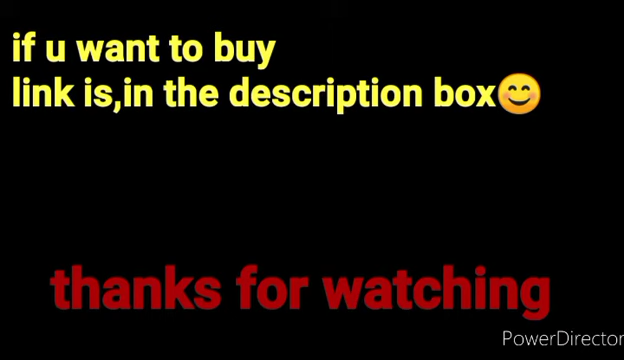 if u want to buy
link is,in the description box😊
thanks for watching
PowerDirector